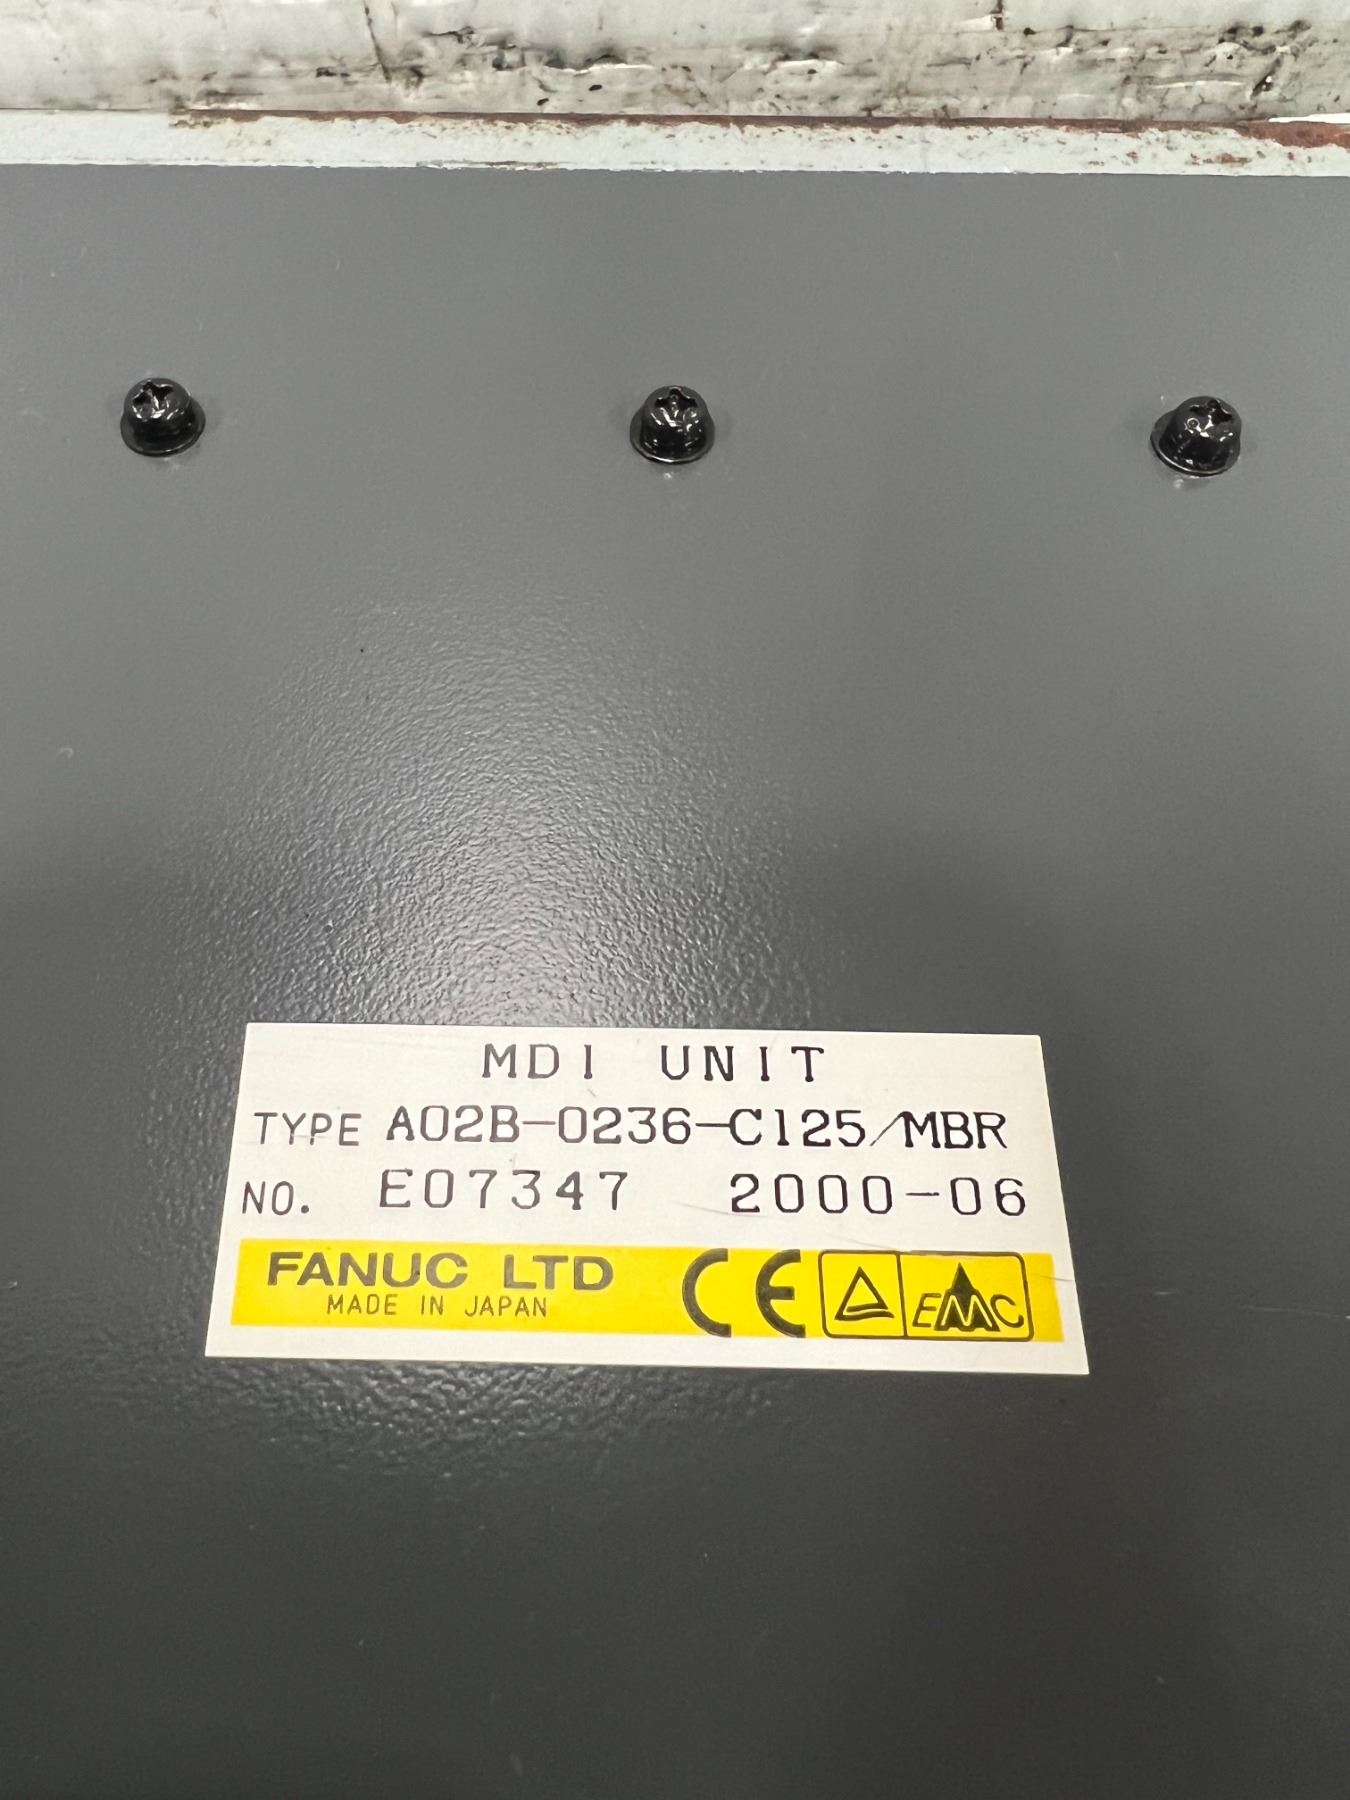 MDI UNIT
TYPE A02B-0236-C125/MBR
NO. E07347 2000-06
FANUC LTD CE EMC
MADE IN JAPAN